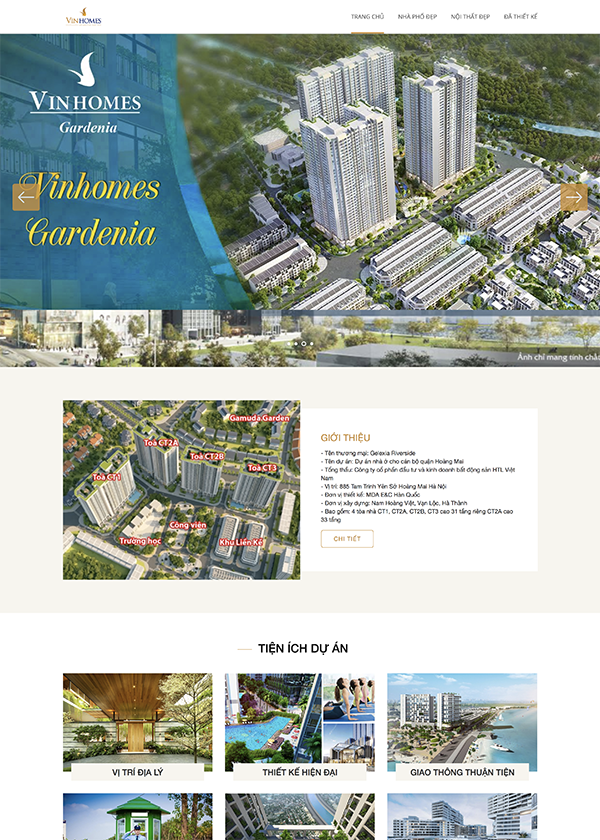 VINHOMES
TRANG CHỦ
NHÀ PHỐ ĐẸP
NỘI THẤT ĐẸP
ĐÃ THIẾT KẾ
VINHOMES
Gardenia
Vinhomes
Gardenia
Ảnh chỉ mang tính chất
Gamuda Garden
Toà CT2A
Toà CT2B
Toà CT3
Toà CT1
Công viên
Trường học
Khu Liền Kề
GIỚI THIỆU
- Tên thương mại: Gelexia Riverside
- Tên dự án: Dự án nhà ở cho cán bộ quán Hoàng Mai
- Tổng thầu: Công ty cổ phần đầu tư và kinh doanh bất động sản HTL Việt
Nam
- Vị trí: 885 Tam Trinh Yên Sở Hoàng Mai Hà Nội
- Đơn vị thiết kế: MDA E&C Hàn Quốc
- Đơn vị xây dựng: Nam Hoàng Việt, Vạn Lộc, Hà Thành
- Bao gồm: 4 tòa nhà CT1, CT2A, CT2B, CT3 cao 31 tầng riêng CT2A cao
33 tầng
CHI TIẾT
TIỆN ÍCH DỰ ÁN
VỊ TRÍ ĐỊA LÝ
THIẾT KẾ HIỆN ĐẠI
GIAO THÔNG THUẬN TIỆN